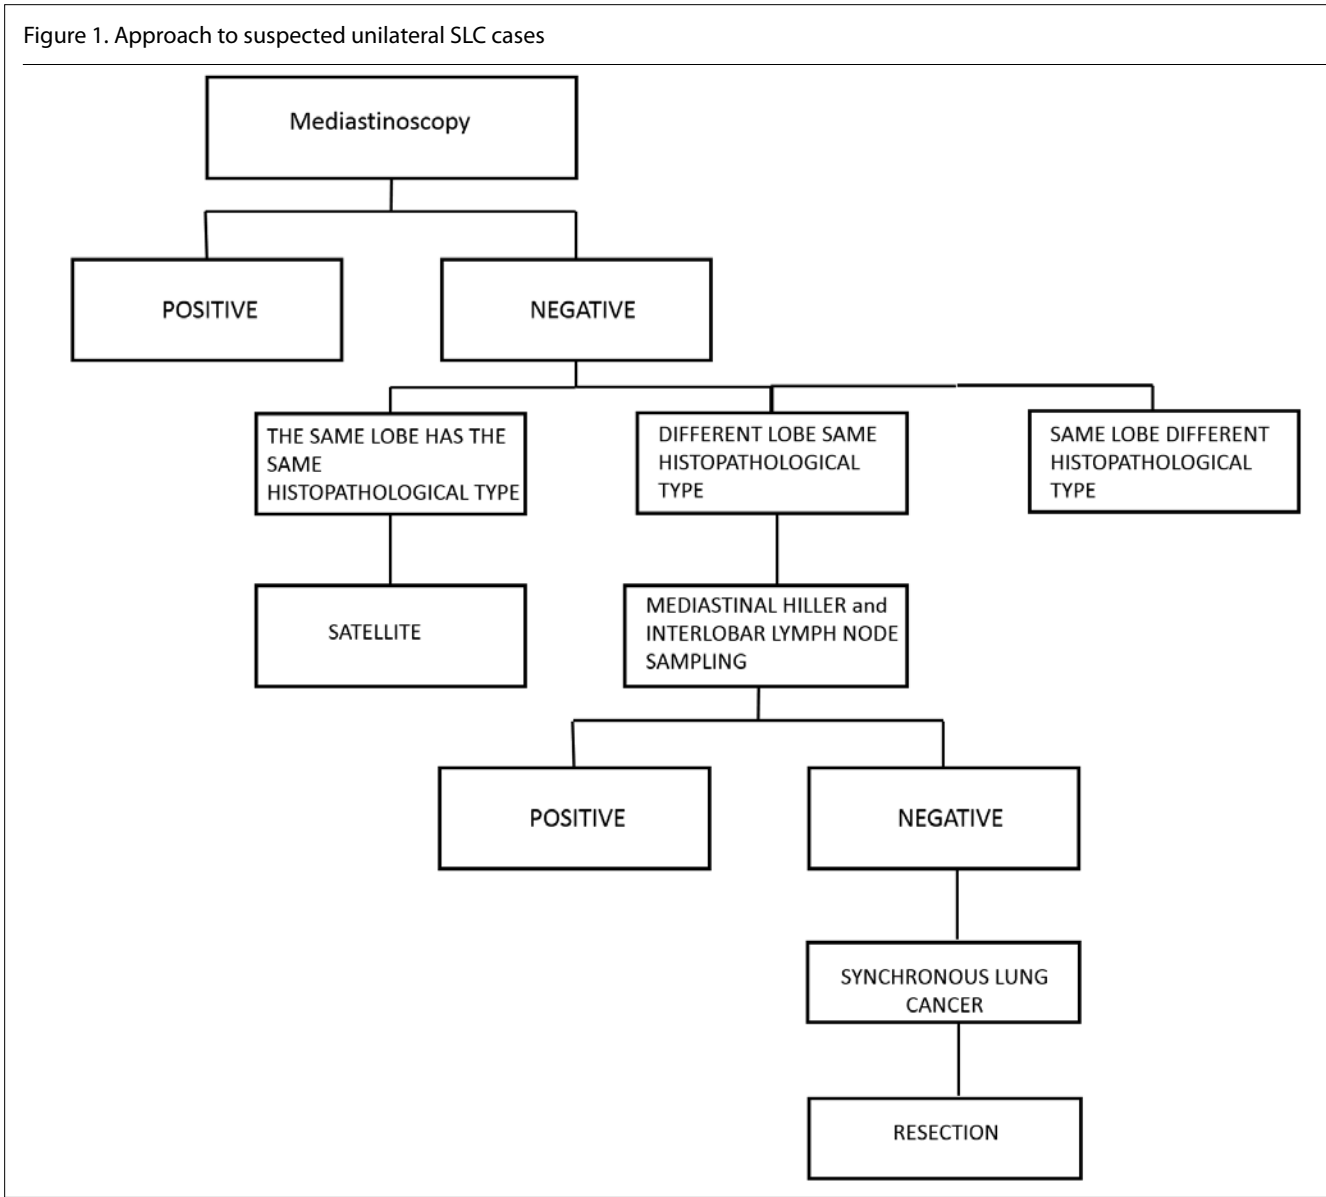 Figure 1. Approach to suspected unilateral SLC cases
Mediastinoscopy
POSITIVE
NEGATIVE
THE SAME LOBE HAS THE
SAME
HISTOPATHOLOGICAL TYPE
DIFFERENT LOBE SAME
HISTOPATHOLOGICAL
TYPE
SAME LOBE DIFFERENT
HISTOPATHOLOGICAL
TYPE
SATELLITE
MEDIASTINAL HILLER and
INTERLOBAR LYMPH NODE
SAMPLING
POSITIVE
NEGATIVE
SYNCHRONOUS LUNG
CANCER
RESECTION